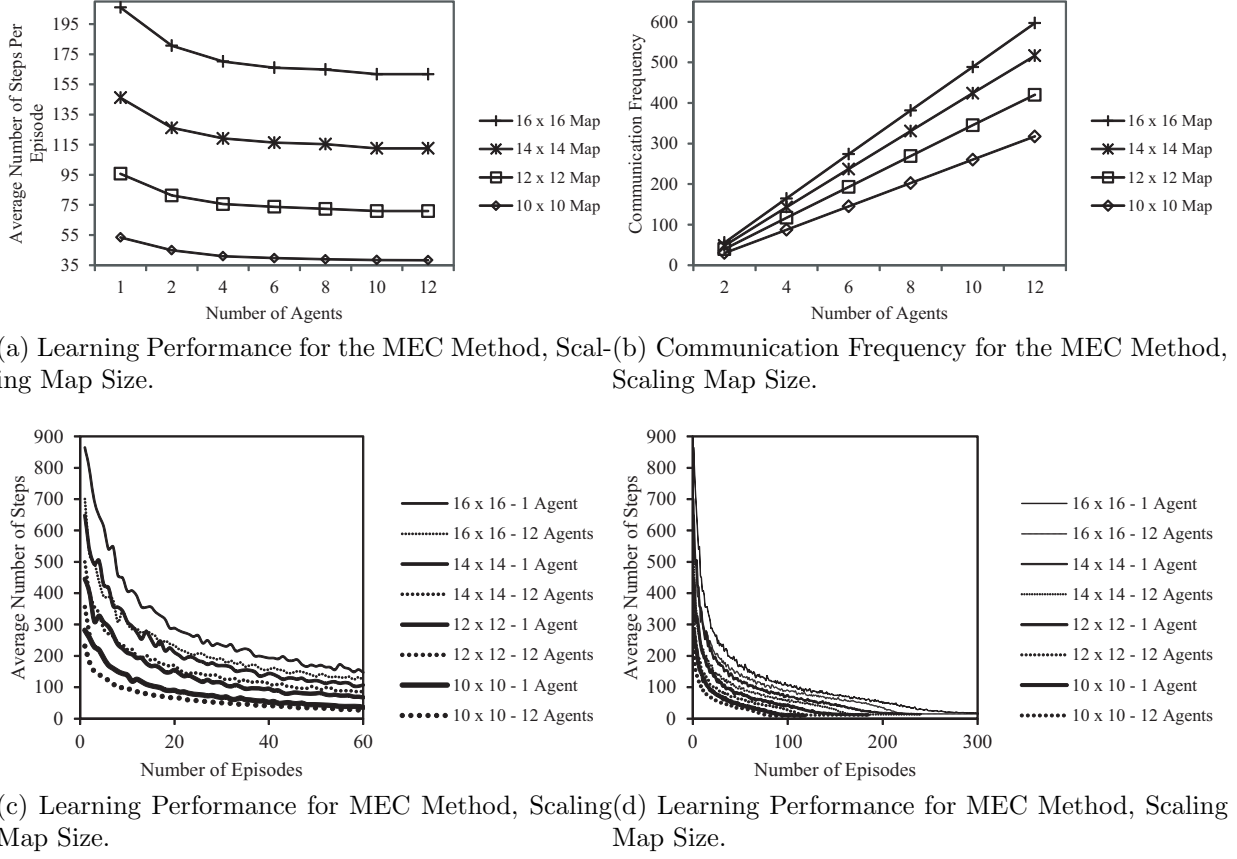 195
175
155
135
115
95
75
55
35
Average Number of Steps Per
Episode
1 2 4 6 8 10 12
Number of Agents
16 x 16 Map
14 x 14 Map
12 x 12 Map
10 x 10 Map
600
500
400
300
200
100
0
Communication Frequency
2 4 6 8 10 12
Number of Agents
16 x 16 Map
14 x 14 Map
12 x 12 Map
10 x 10 Map
(a) Learning Performance for the MEC Method, Scal-
ing Map Size.
(b) Communication Frequency for the MEC Method,
Scaling Map Size.
900
800
700
600
500
400
300
200
100
0
Average Number of Steps
0 20 40 60
Number of Episodes
16 x 16 - 1 Agent
16 x 16 - 12 Agents
14 x 14 - 1 Agent
14 x 14 - 12 Agents
12 x 12 - 1 Agent
12 x 12 - 12 Agents
10 x 10 - 1 Agent
10 x 10 - 12 Agents
900
800
700
600
500
400
300
200
100
0
Average Number of Steps
0 100 200 300
Number of Episodes
16 x 16 - 1 Agent
16 x 16 - 12 Agents
14 x 14 - 1 Agent
14 x 14 - 12 Agents
12 x 12 - 1 Agent
12 x 12 - 12 Agents
10 x 10 - 1 Agent
10 x 10 - 12 Agents
(c) Learning Performance for MEC Method, Scaling
Map Size.
(d) Learning Performance for MEC Method, Scaling
Map Size.